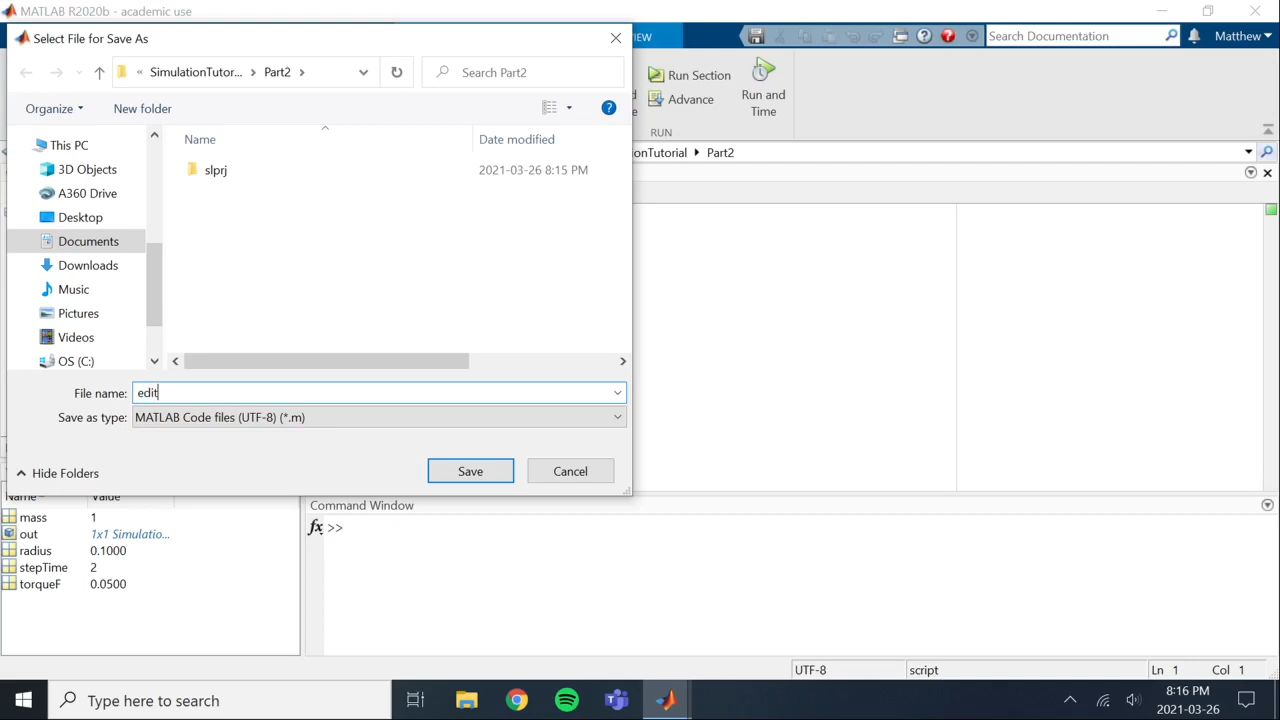 MATLAB R2020b - academic use
Select File for Save As
IEW
Search Documentation
Matthew
« SimulationTutor... > Part2 >
Search Part2
Run Section
Advance
Run and
Time
RUN
Organize
New folder
onTutorial
Part2
Name
Date modified
slprj
2021-03-26 8:15 PM
This PC
3D Objects
A360 Drive
Desktop
Documents
Downloads
Music
Pictures
Videos
OS (C:)
File name: edit
Save as type: MATLAB Code files (UTF-8) (*.m)
Hide Folders
Save
Cancel
Name
Value
mass 1
out 1x1 Simulatio...
radius 0.1000
stepTime 2
torqueF 0.0500
Command Window
fx >>
UTF-8
script
Ln 1
Col 1
Type here to search
8:16 PM
2021-03-26